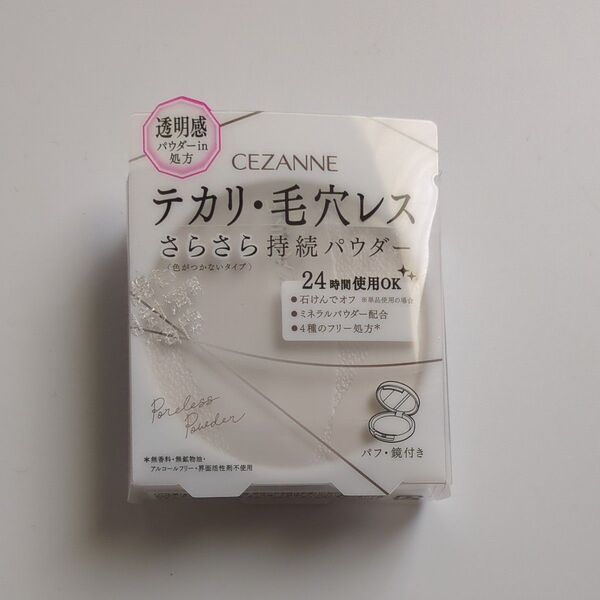 透明感
パウダーin
処方
CEZANNE
テカリ・毛穴レス
さらさら持続パウダー
(色がつかないタイプ)
24時間使用OK
●石けんでオフ ※単品使用の場合
●ミネラルパウダー配合
●4種のフリー処方*
Poreless
Powder
パフ・鏡付き
*無香料・無鉱物油・
アルコールフリー・界面活性剤不使用